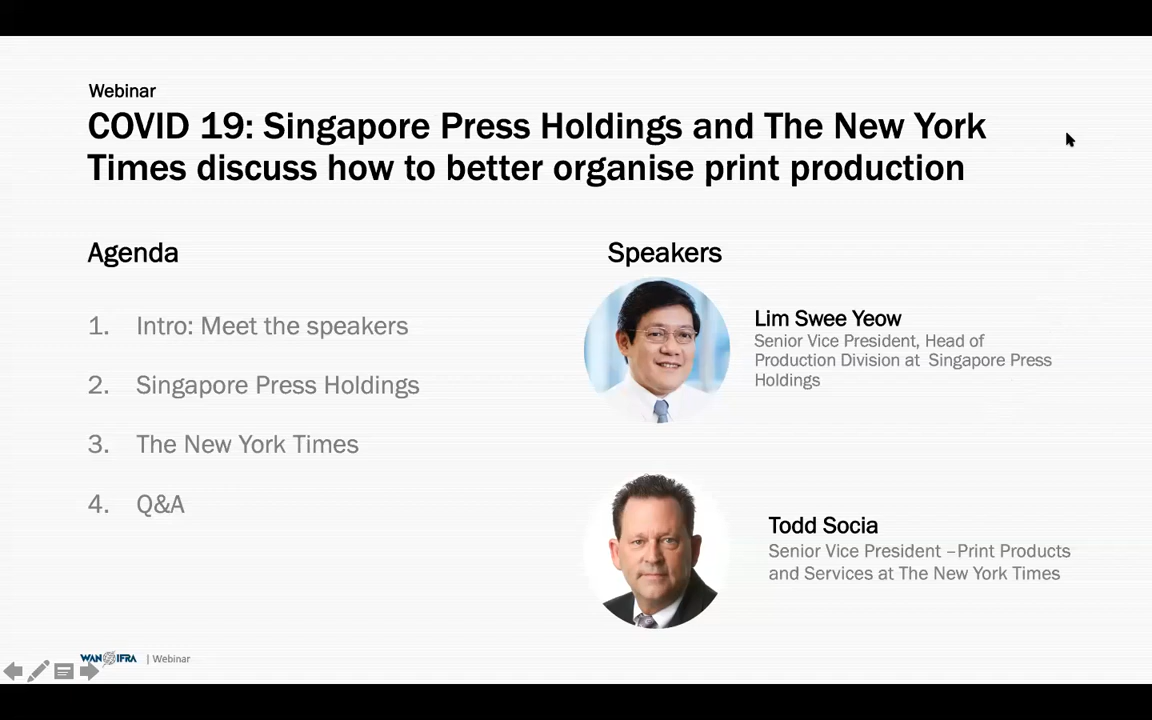 Webinar
COVID 19: Singapore Press Holdings and The New York
Times discuss how to better organise print production
Agenda
1. Intro: Meet the speakers
2. Singapore Press Holdings
3. The New York Times
4. Q&A
Speakers
Lim Swee Yeow
Senior Vice President, Head of
Production Division at Singapore Press
Holdings
Todd Socia
Senior Vice President –Print Products
and Services at The New York Times
WAN IFRA | Webinar